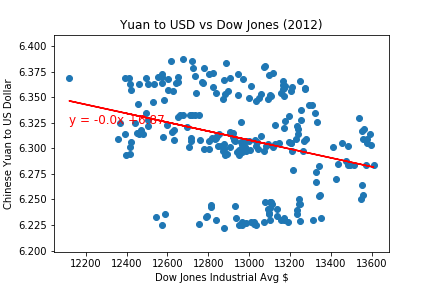 Yuan to USD vs Dow Jones (2012)
Chinese Yuan to US Dollar
6.400
6.375
6.350
6.325
6.300
6.275
6.250
6.225
6.200
y = -0.0x +6.87
12200 12400 12600 12800 13000 13200 13400 13600
Dow Jones Industrial Avg $